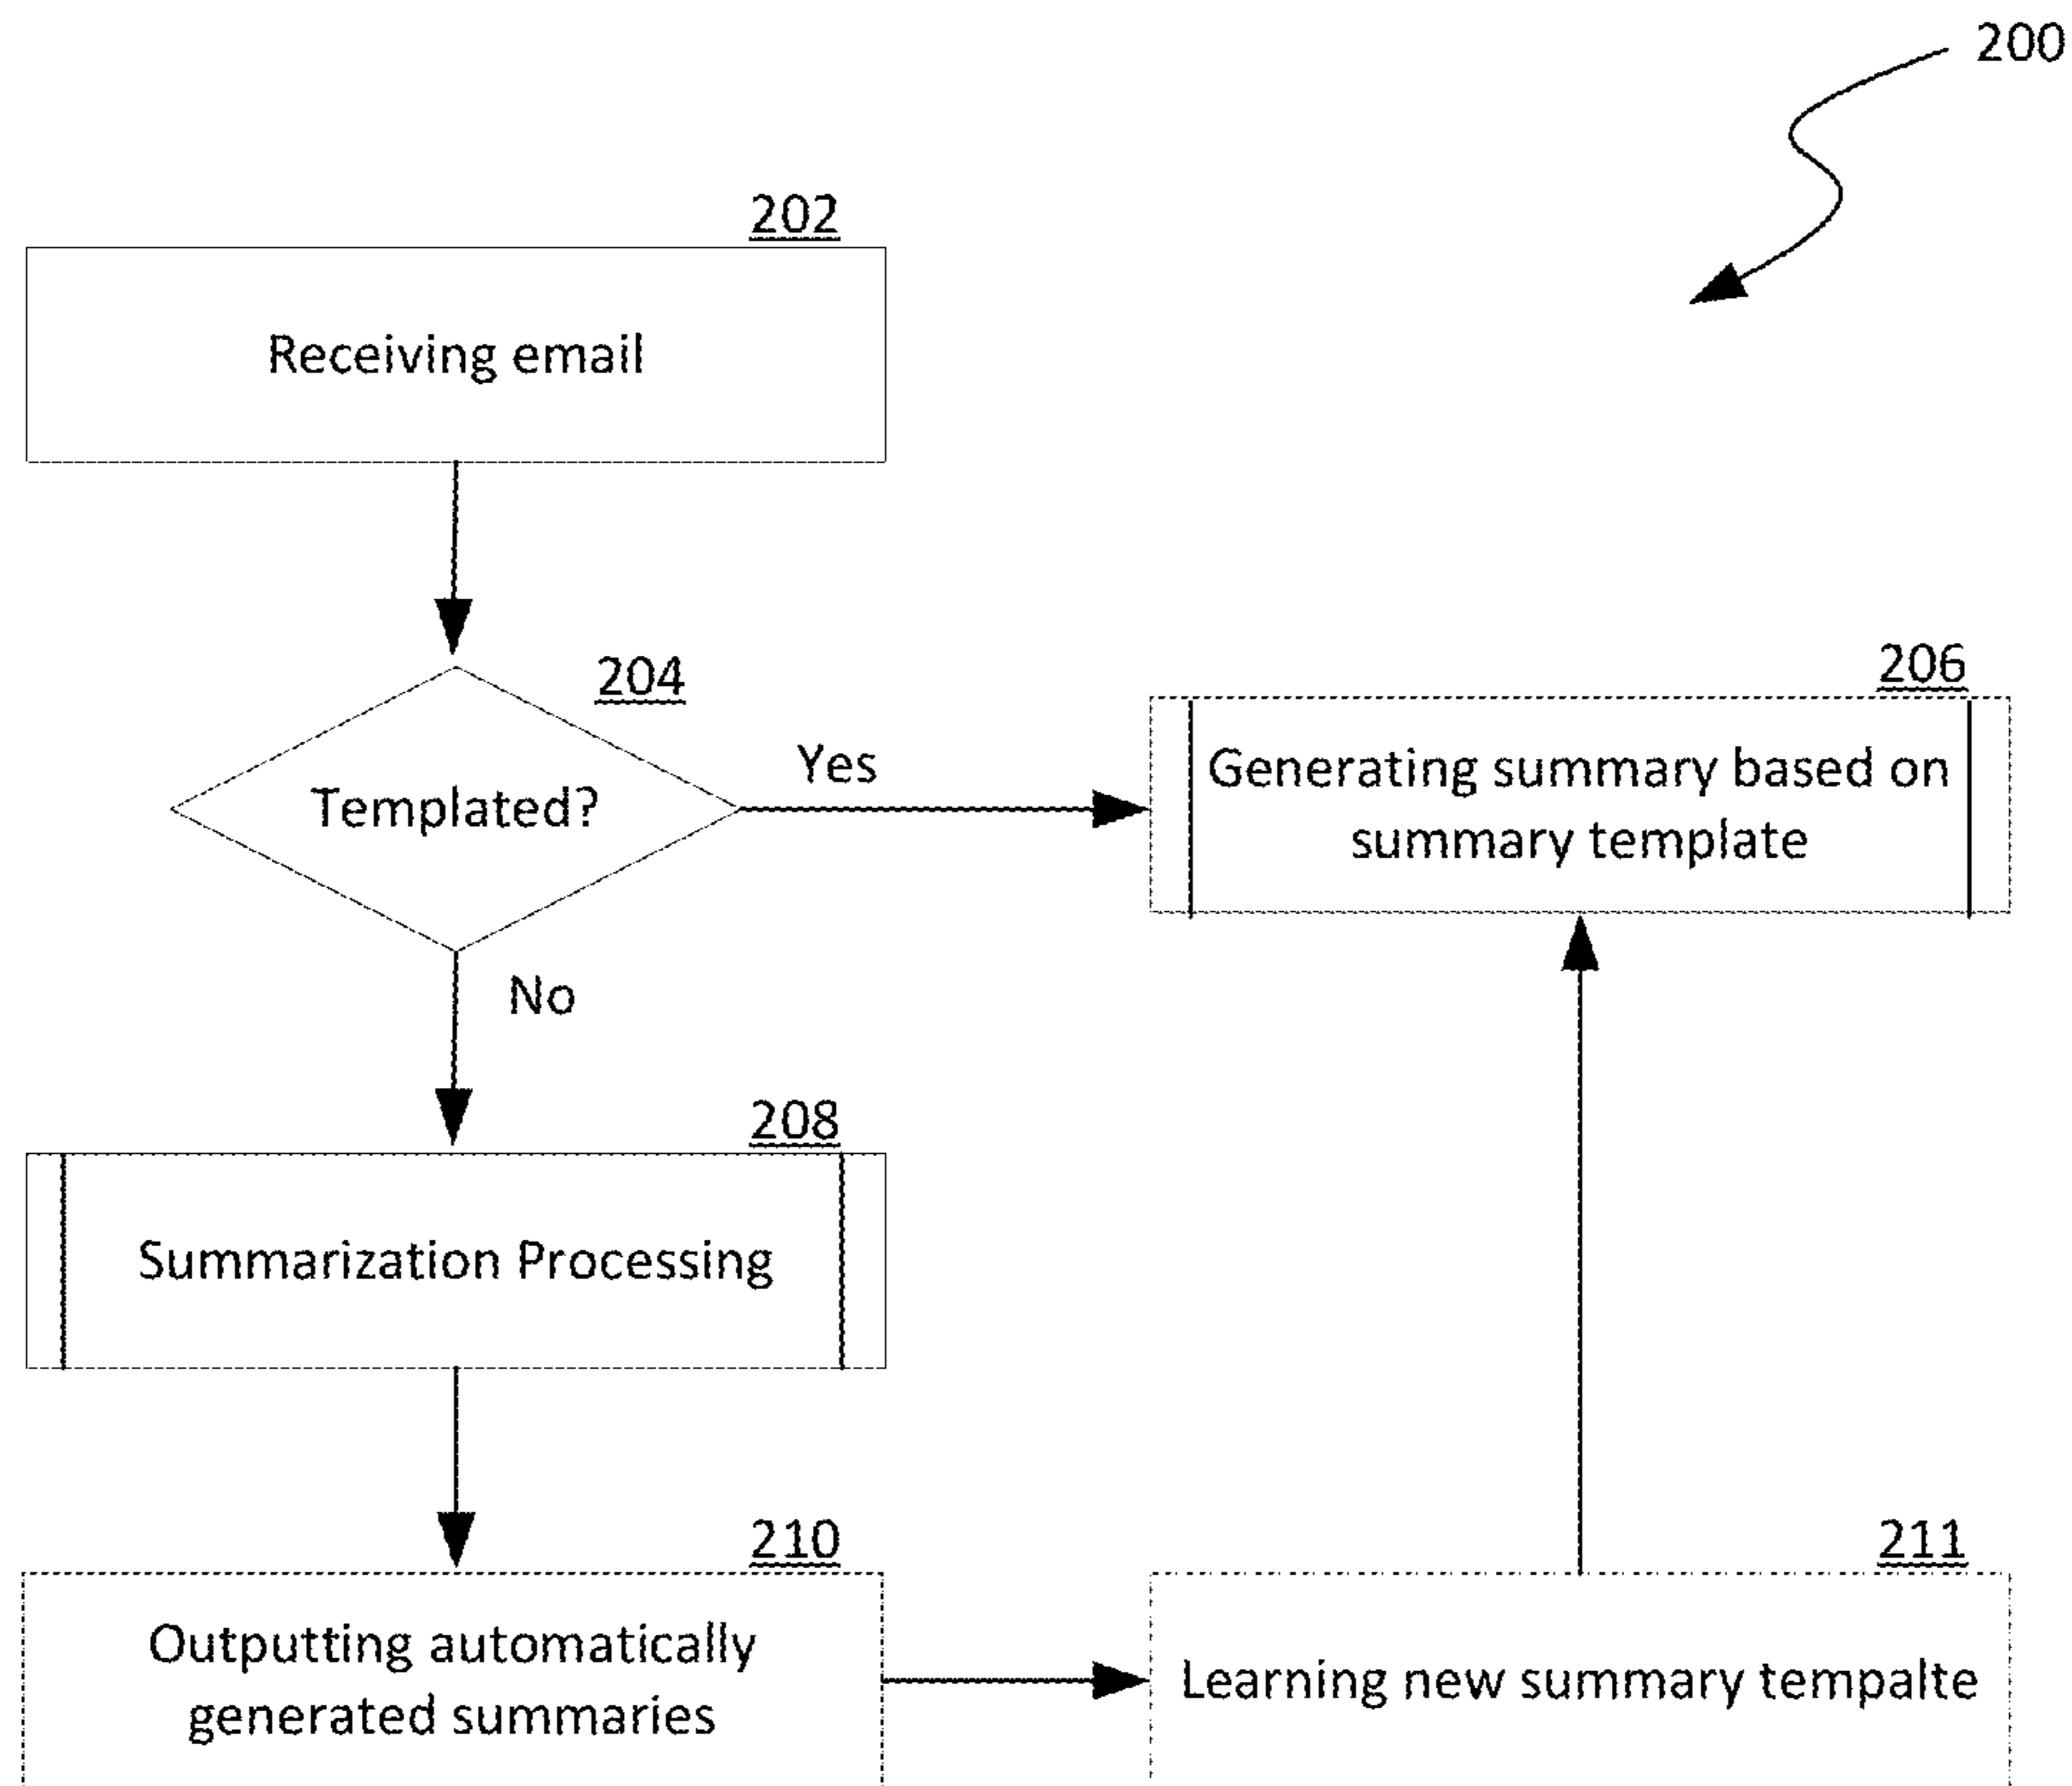 200
202
Receiving email
204
Templated?
Yes
206
Generating summary based on
summary template
No
208
Summarization Processing
210
Outputting automatically
generated summaries
211
Learning new summary tempalte